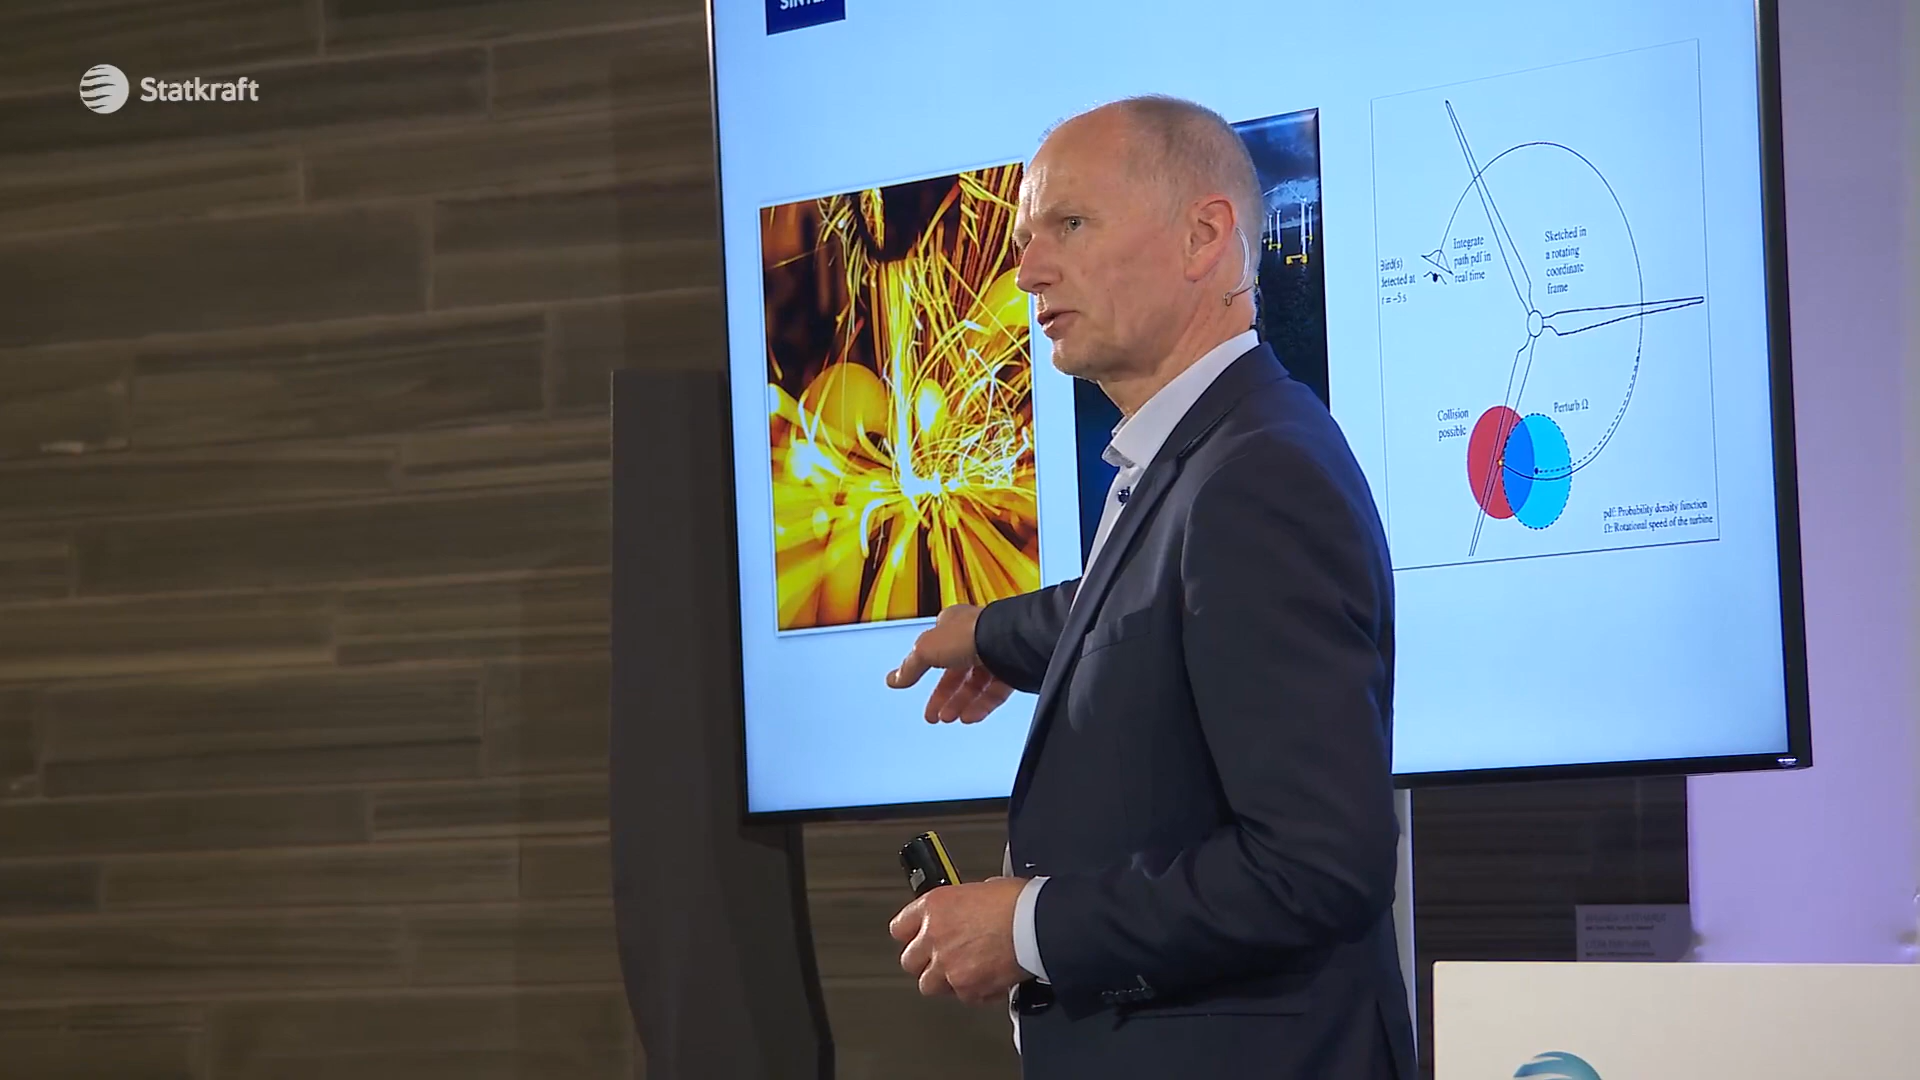 Statkraft
Integrate
path pdf in
real time
detected at
t = −5 s
Sketched in
a rotating
coordinate
frame
Collision
possible
Perturb Ω
pdf: Probability density function
Ω: Rotational speed of the turbine